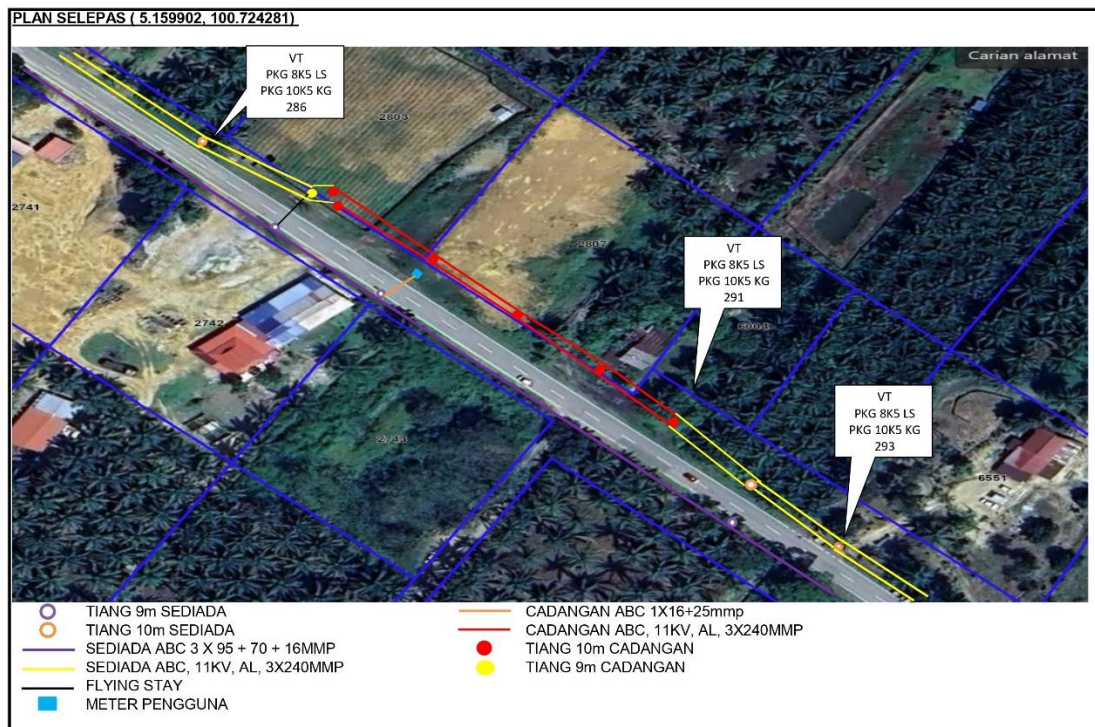 PLAN SELEPAS ( 5.159902, 100.724281)
Carian alamat
VT
PKG 8K5 LS
PKG 10K5 KG
286
2803
2741
2807
VT
PKG 8K5 LS
PKG 10K5 KG
291
2742
VT
PKG 8K5 LS
PKG 10K5 KG
293
2743
6551
TIANG 9m SEDIADA
TIANG 10m SEDIADA
SEDIADA ABC 3 X 95 + 70 + 16MMP
SEDIADA ABC, 11KV, AL, 3X240MMP
FLYING STAY
METER PENGGUNA
CADANGAN ABC 1X16+25mmp
CADANGAN ABC, 11KV, AL, 3X240MMP
TIANG 10m CADANGAN
TIANG 9m CADANGAN